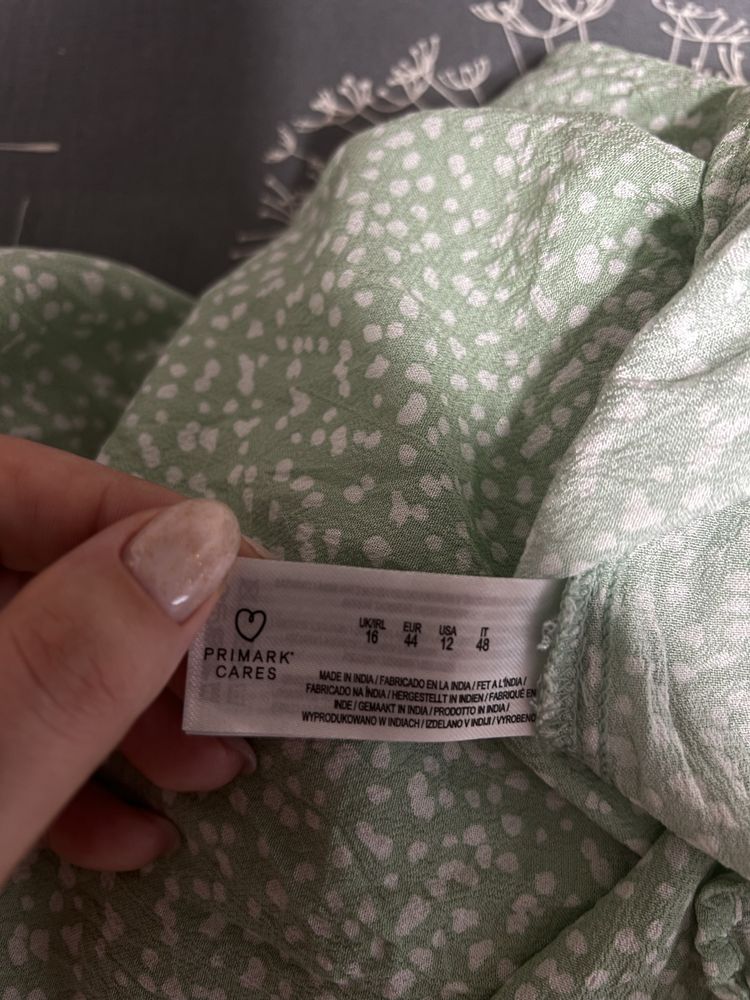 PRIMARK®
CARES
UK/IRL EUR USA IT
16 44 12 48
MADE IN INDIA / FABRICADO EN LA INDIA / FET A L'ÍNDIA /
FABRICADO NA ÍNDIA / HERGESTELLT IN INDIEN / FABRIQUÉ EN
INDE / GEMAAKT IN INDIA / PRODOTTO IN INDIA /
WYPRODUKOWANO W INDIACH / IZDELANO V INDIJI / VYROBENO